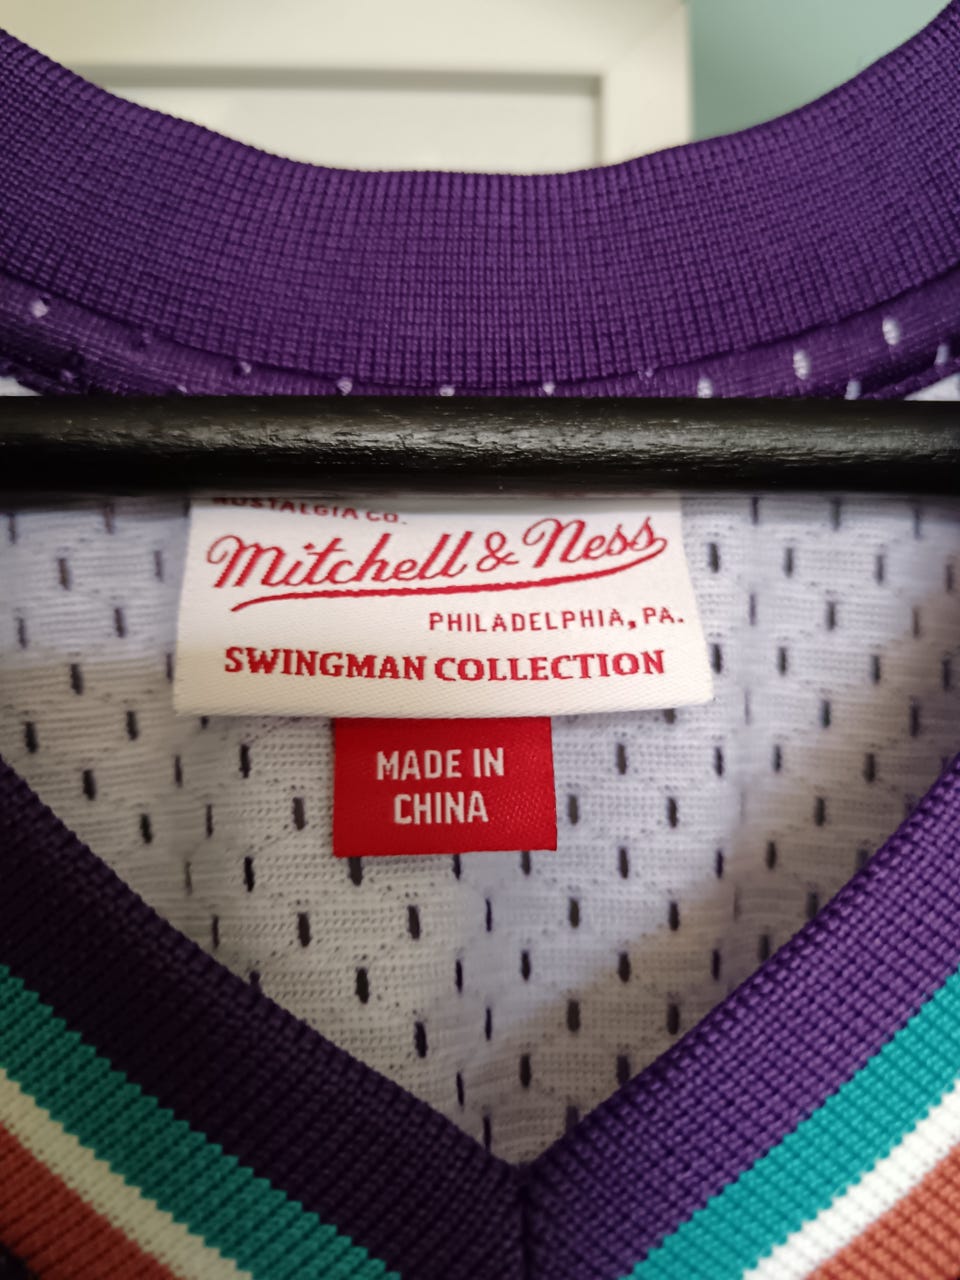 NOSTALGIA CO.
Mitchell & Ness
PHILADELPHIA, PA.
SWINGMAN COLLECTION
MADE IN
CHINA